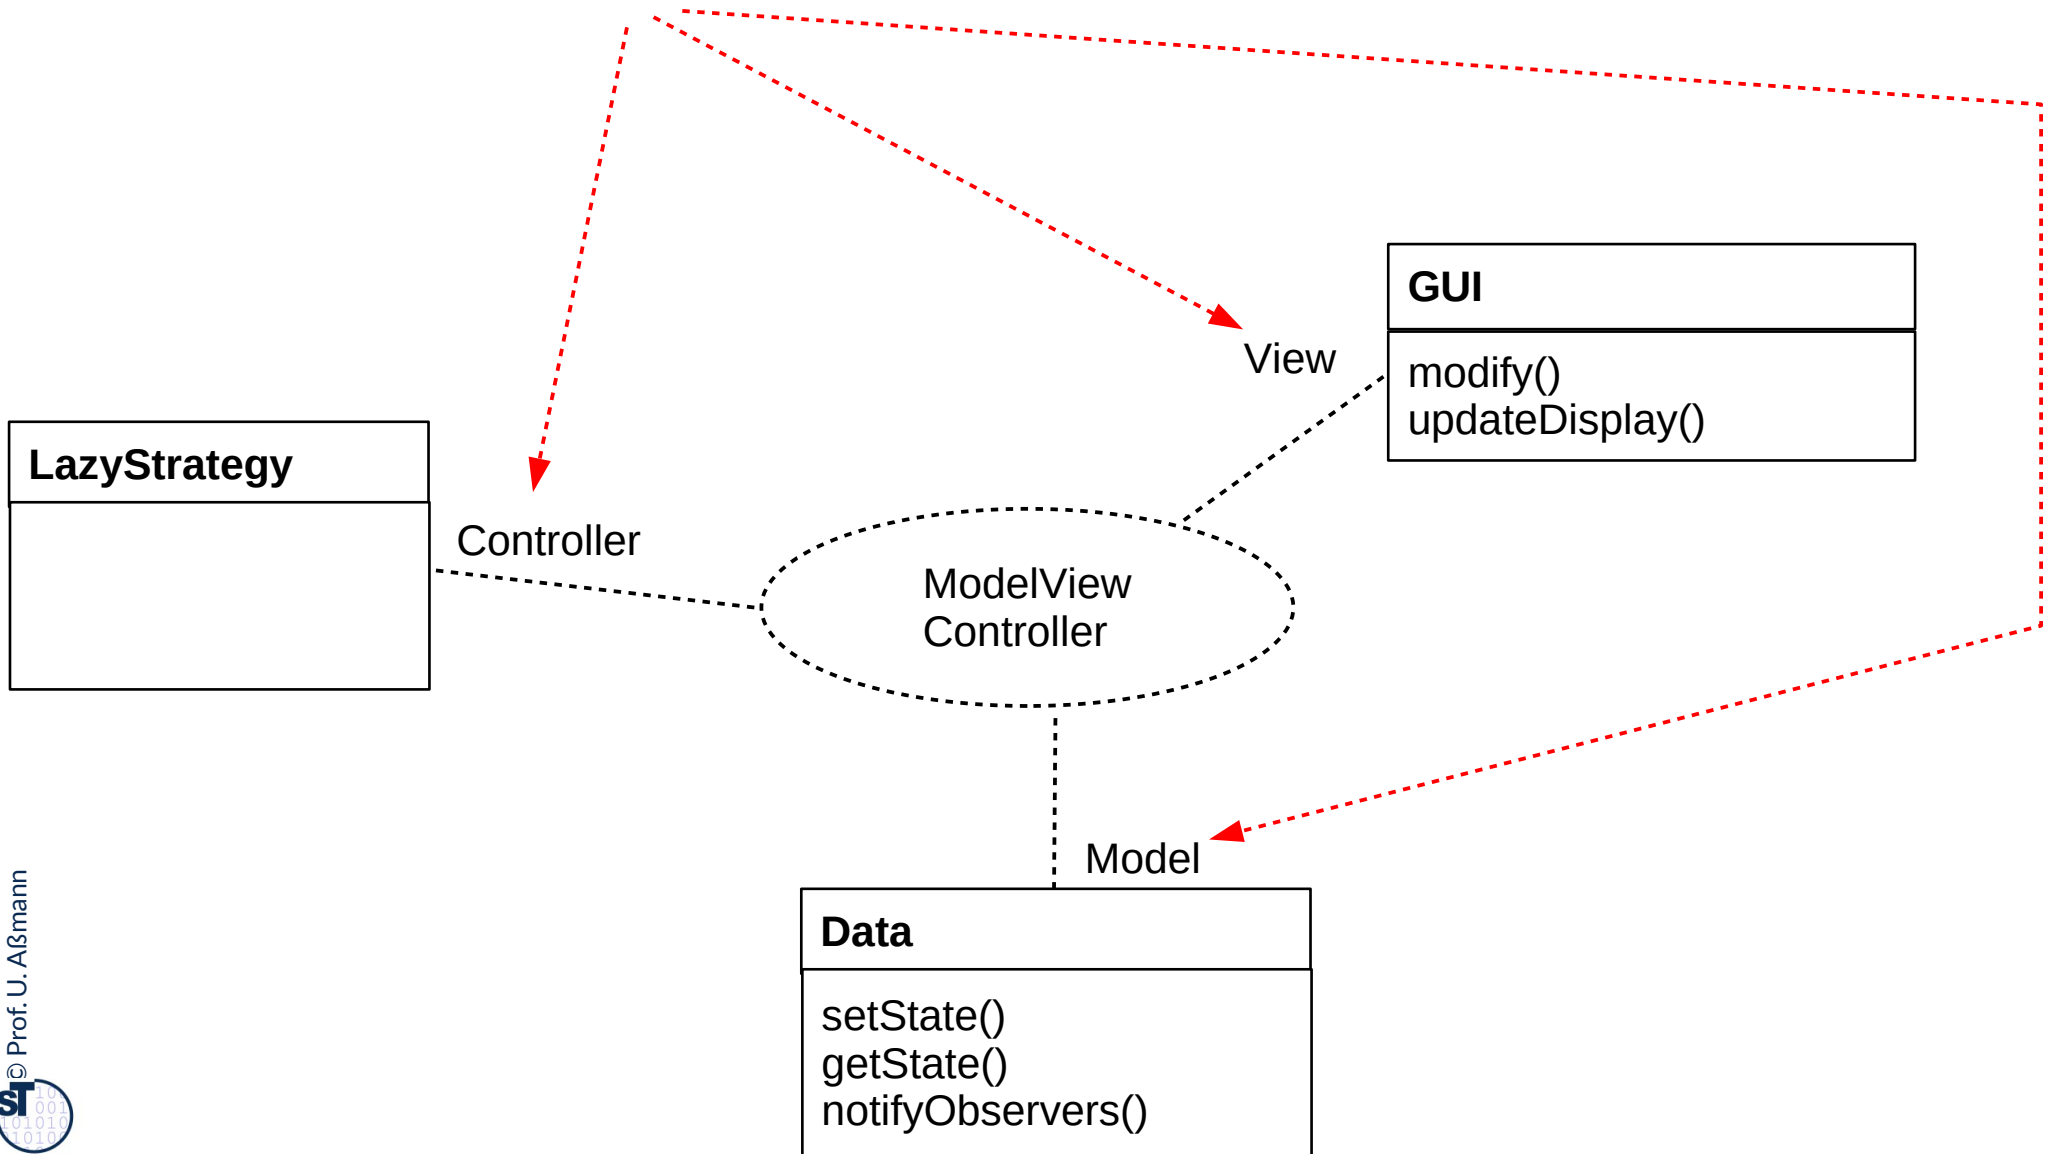 GUI
View
modify()
updateDisplay()
LazyStrategy
Controller
ModelView
Controller
Model
Data
setState()
getState()
notifyObservers()
© Prof. U. Aßmann
ST